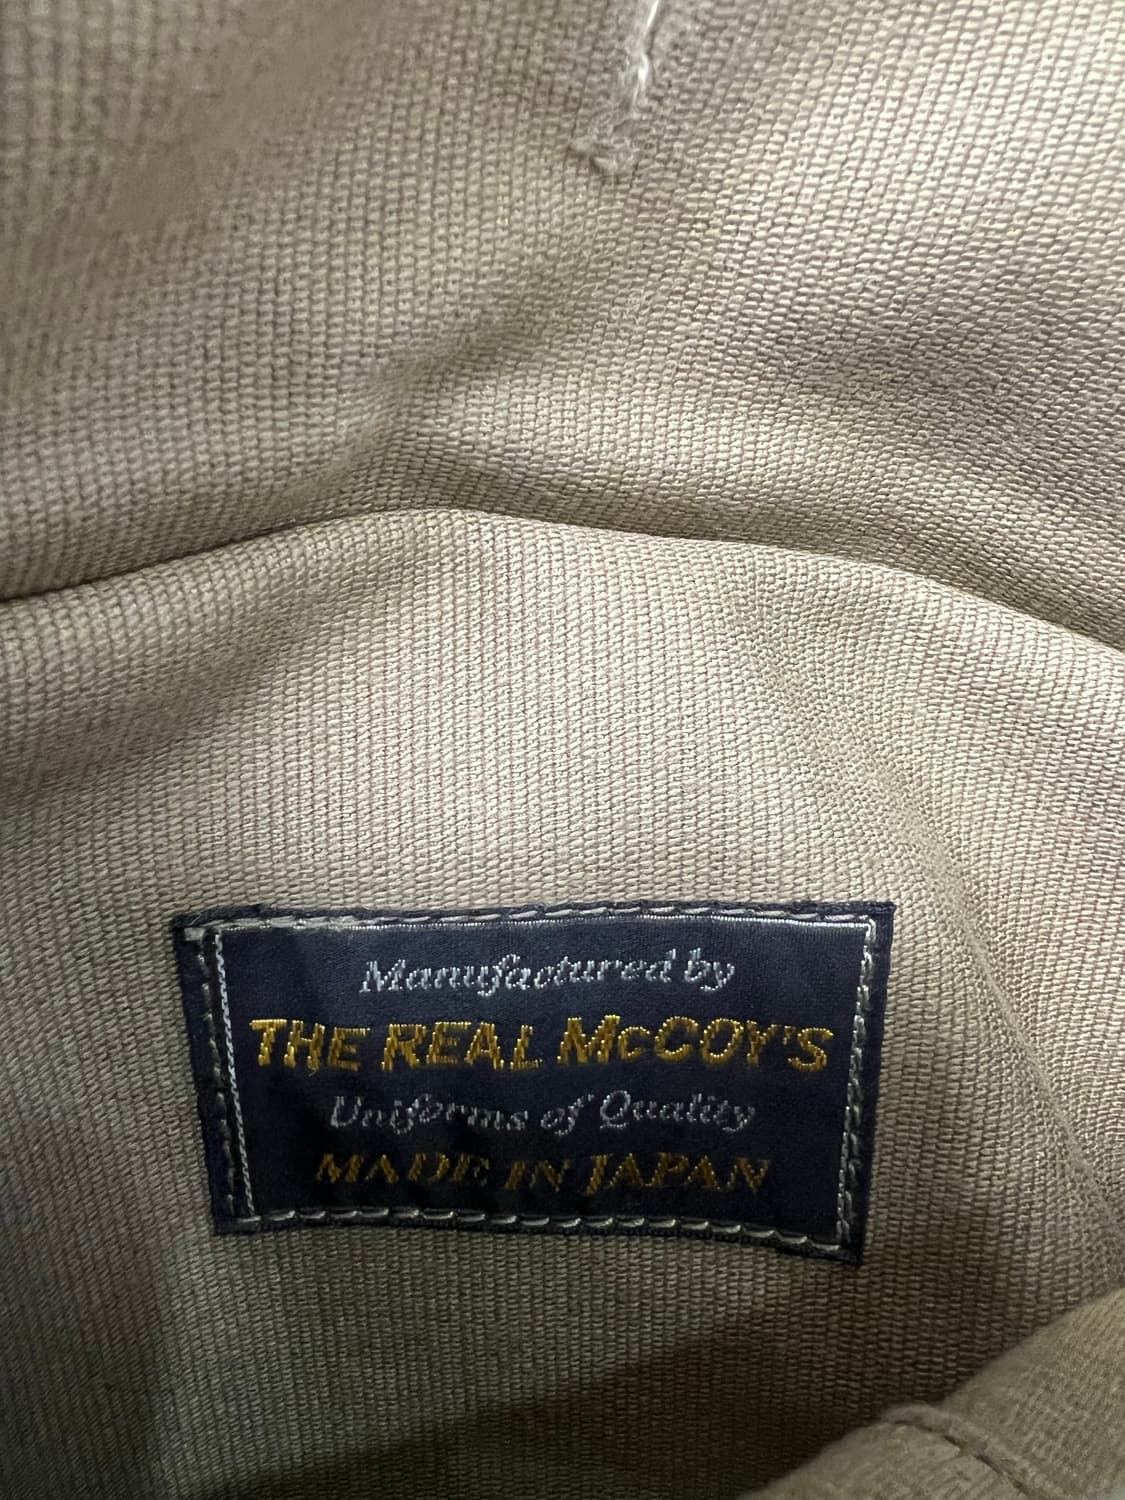 Manufactured by
THE REAL McCOY'S
Uniforms of Quality
MADE IN JAPAN